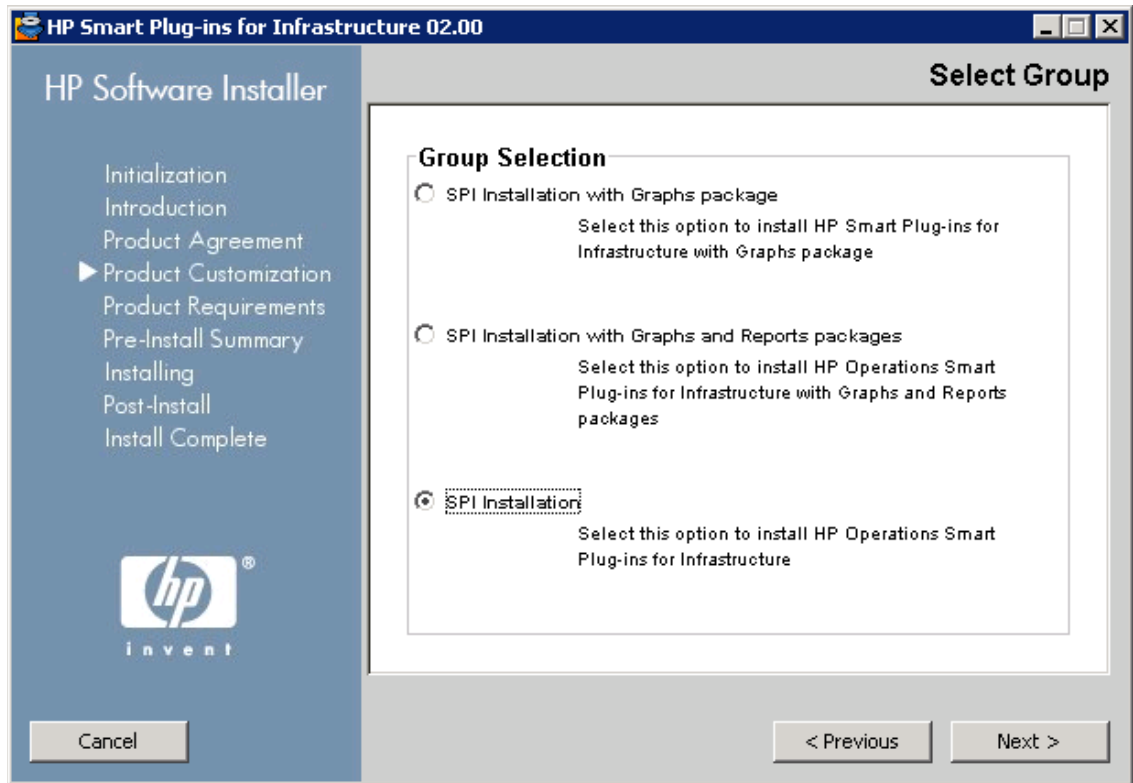 HP Smart Plug-ins for Infrastructure 02.00
HP Software Installer
Select Group
Initialization
Introduction
Product Agreement
Product Customization
Product Requirements
Pre-Install Summary
Installing
Post-Install
Install Complete
Group Selection
SPI Installation with Graphs package
Select this option to install HP Smart Plug-ins for
Infrastructure with Graphs package
SPI Installation with Graphs and Reports packages
Select this option to install HP Operations Smart
Plug-ins for Infrastructure with Graphs and Reports
packages
SPI Installation
Select this option to install HP Operations Smart
Plug-ins for Infrastructure
hp ®
invent
Cancel
< Previous
Next >